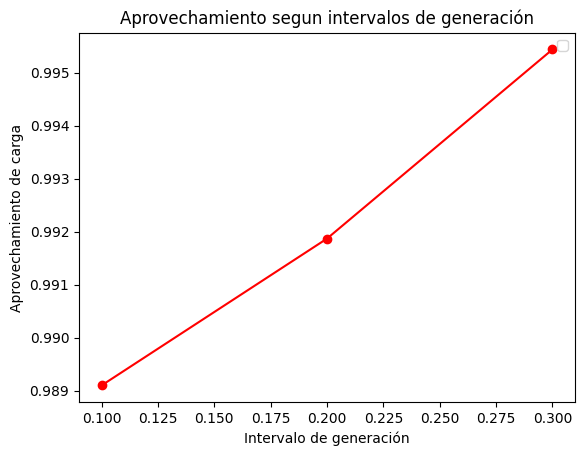 Aprovechamiento segun intervalos de generación
Aprovechamiento de carga
0.995
0.994
0.993
0.992
0.991
0.990
0.989
0.100 0.125 0.150 0.175 0.200 0.225 0.250 0.275 0.300
Intervalo de generación